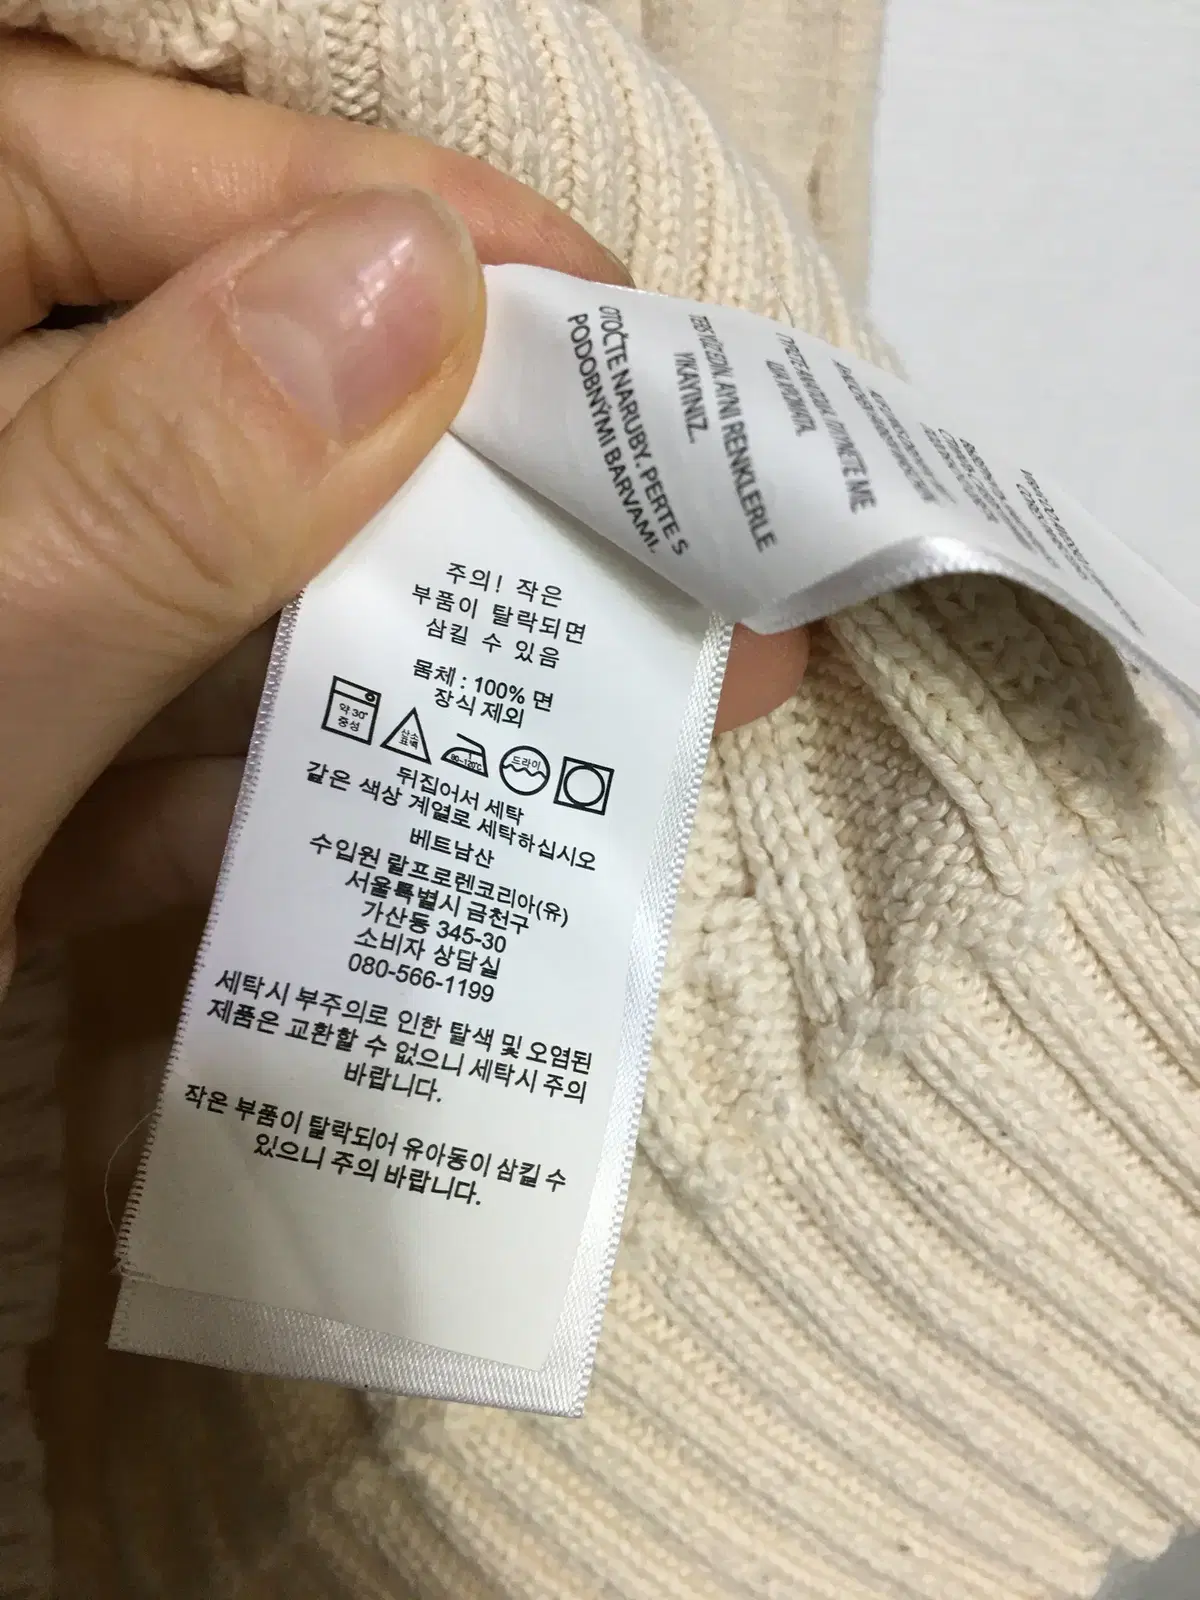 OTOČTE NARUBY. PERTE S
PODOBNÝMI BARVAMI.
AYNI RENKLERLE
YIKAYINIZ.
주의! 작은
부품이 탈락되면
삼킬 수 있음
몸체 : 100% 면
장식 제외
약 30°
중성
산소
표백
80~120℃
드라이
뒤집어서 세탁
같은 색상 계열로 세탁하십시오
베트남산
수입원 랄프로렌코리아(유)
서울특별시 금천구
가산동 345-30
소비자 상담실
080-566-1199
세탁시 부주의로 인한 탈색 및 오염된
제품은 교환할 수 없으니 세탁시 주의
바랍니다.
작은 부품이 탈락되어 유아동이 삼킬 수
있으니 주의 바랍니다.